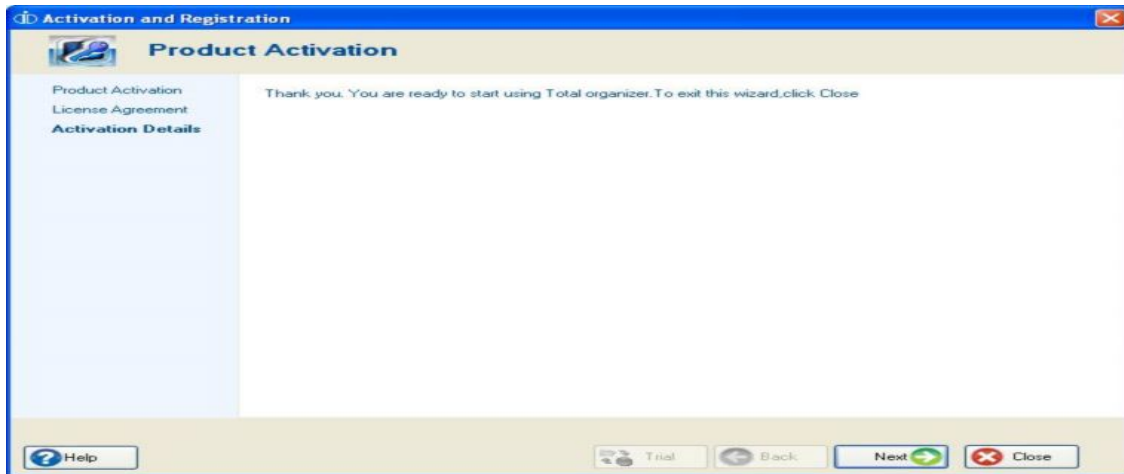 Activation and Registration
Product Activation
Product Activation
License Agreement
Activation Details
Thank you. You are ready to start using Total organizer.To exit this wizard,click Close
Help
Trial
Back
Next
Close